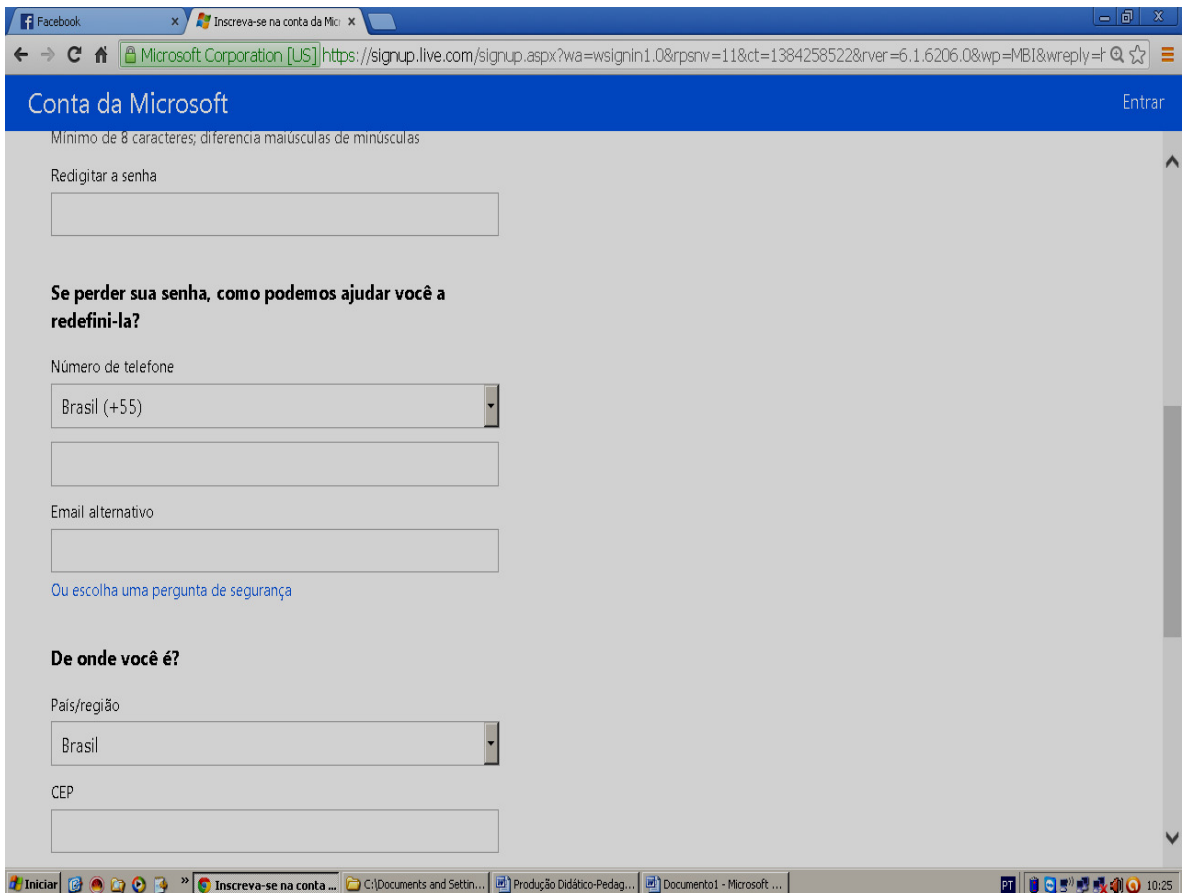 Facebook
Inscreva-se na conta da Mic
Microsoft Corporation [US] https://signup.live.com/signup.aspx?wa=wsignin1.0&rpsnv=11&ct=1384258522&rver=6.1.6206.0&wp=MBI&wreply=h
Conta da Microsoft
Entrar
Mínimo de 8 caracteres; diferencia maiúsculas de minúsculas
Redigitar a senha
Se perder sua senha, como podemos ajudar você a
redefini-la?
Número de telefone
Brasil (+55)
Email alternativo
Ou escolha uma pergunta de segurança
De onde você é?
País/região
Brasil
CEP
Iniciar
Inscreva-se na conta ...
C:\Documents and Settin...
Produção Didático-Pedag...
Documento1 - Microsoft ...
PT
10:25